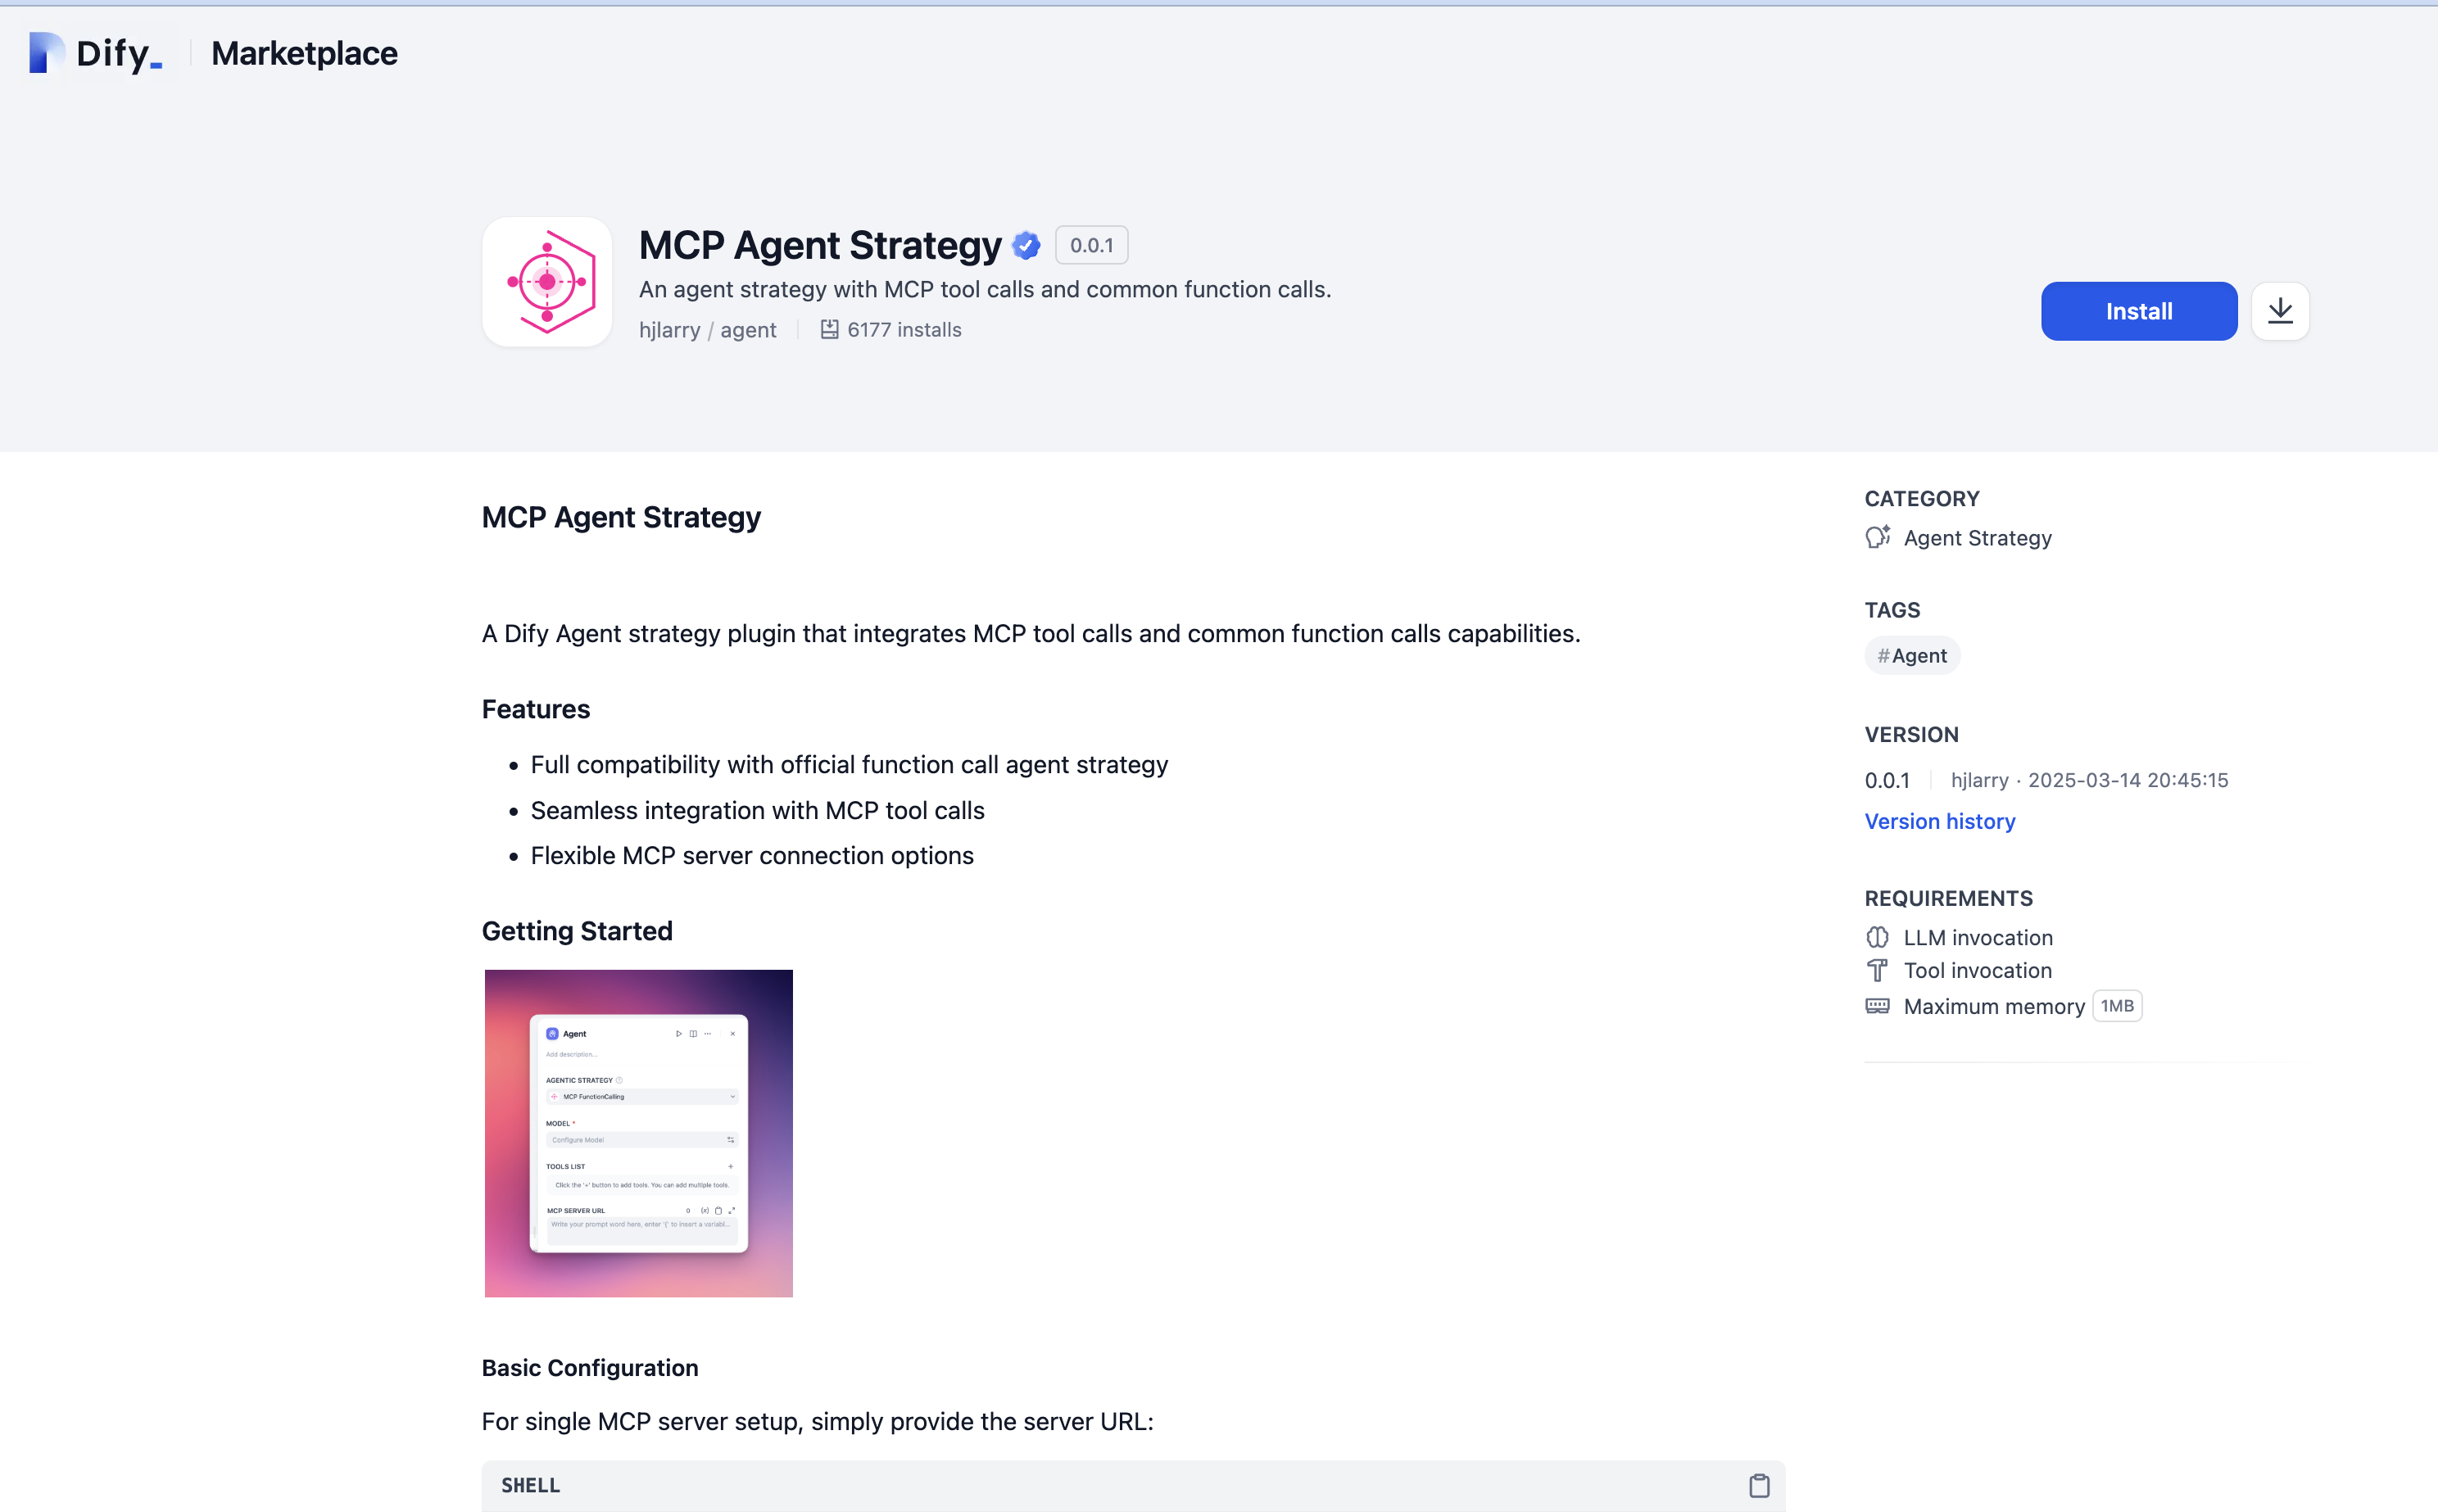 Dify_
Marketplace
MCP Agent Strategy 0.0.1
An agent strategy with MCP tool calls and common function calls.
hjlarry / agent 6177 installs
Install
MCP Agent Strategy
A Dify Agent strategy plugin that integrates MCP tool calls and common function calls capabilities.
Features
• Full compatibility with official function call agent strategy
• Seamless integration with MCP tool calls
• Flexible MCP server connection options
Getting Started
Agent
Add description...
AGENTIC STRATEGY
MCP FunctionCalling
MODEL *
Configure Model
TOOLS LIST +
Click the '+' button to add tools. You can add multiple tools.
MCP SERVER URL 0 {x}
Write your prompt word here, enter '{' to insert a variabl...
Basic Configuration
For single MCP server setup, simply provide the server URL:
SHELL
CATEGORY
Agent Strategy
TAGS
#Agent
VERSION
0.0.1 hjlarry · 2025-03-14 20:45:15
Version history
REQUIREMENTS
LLM invocation
Tool invocation
Maximum memory 1MB